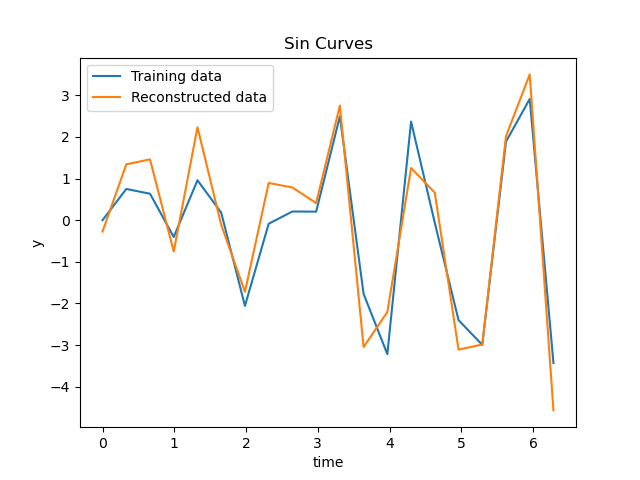 Sin Curves
Training data
Reconstructed data
3
2
1
0
−1
−2
−3
−4
y
0 1 2 3 4 5 6
time